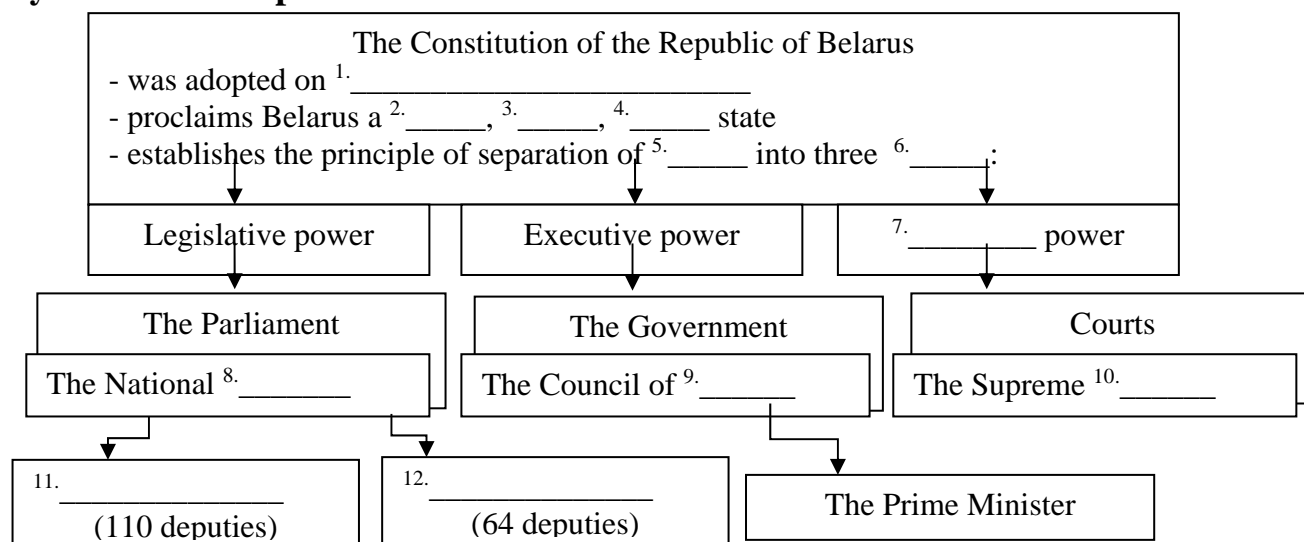 The Constitution of the Republic of Belarus
- was adopted on 1._________________________
- proclaims Belarus a 2._____, 3._____, 4._____ state
- establishes the principle of separation of 5._____ into three 6._____:
Legislative power
Executive power
7.________ power
The Parliament
The Government
Courts
The National 8._______
The Council of 9.______
The Supreme 10.______
11.______________
(110 deputies)
12.______________
(64 deputies)
The Prime Minister